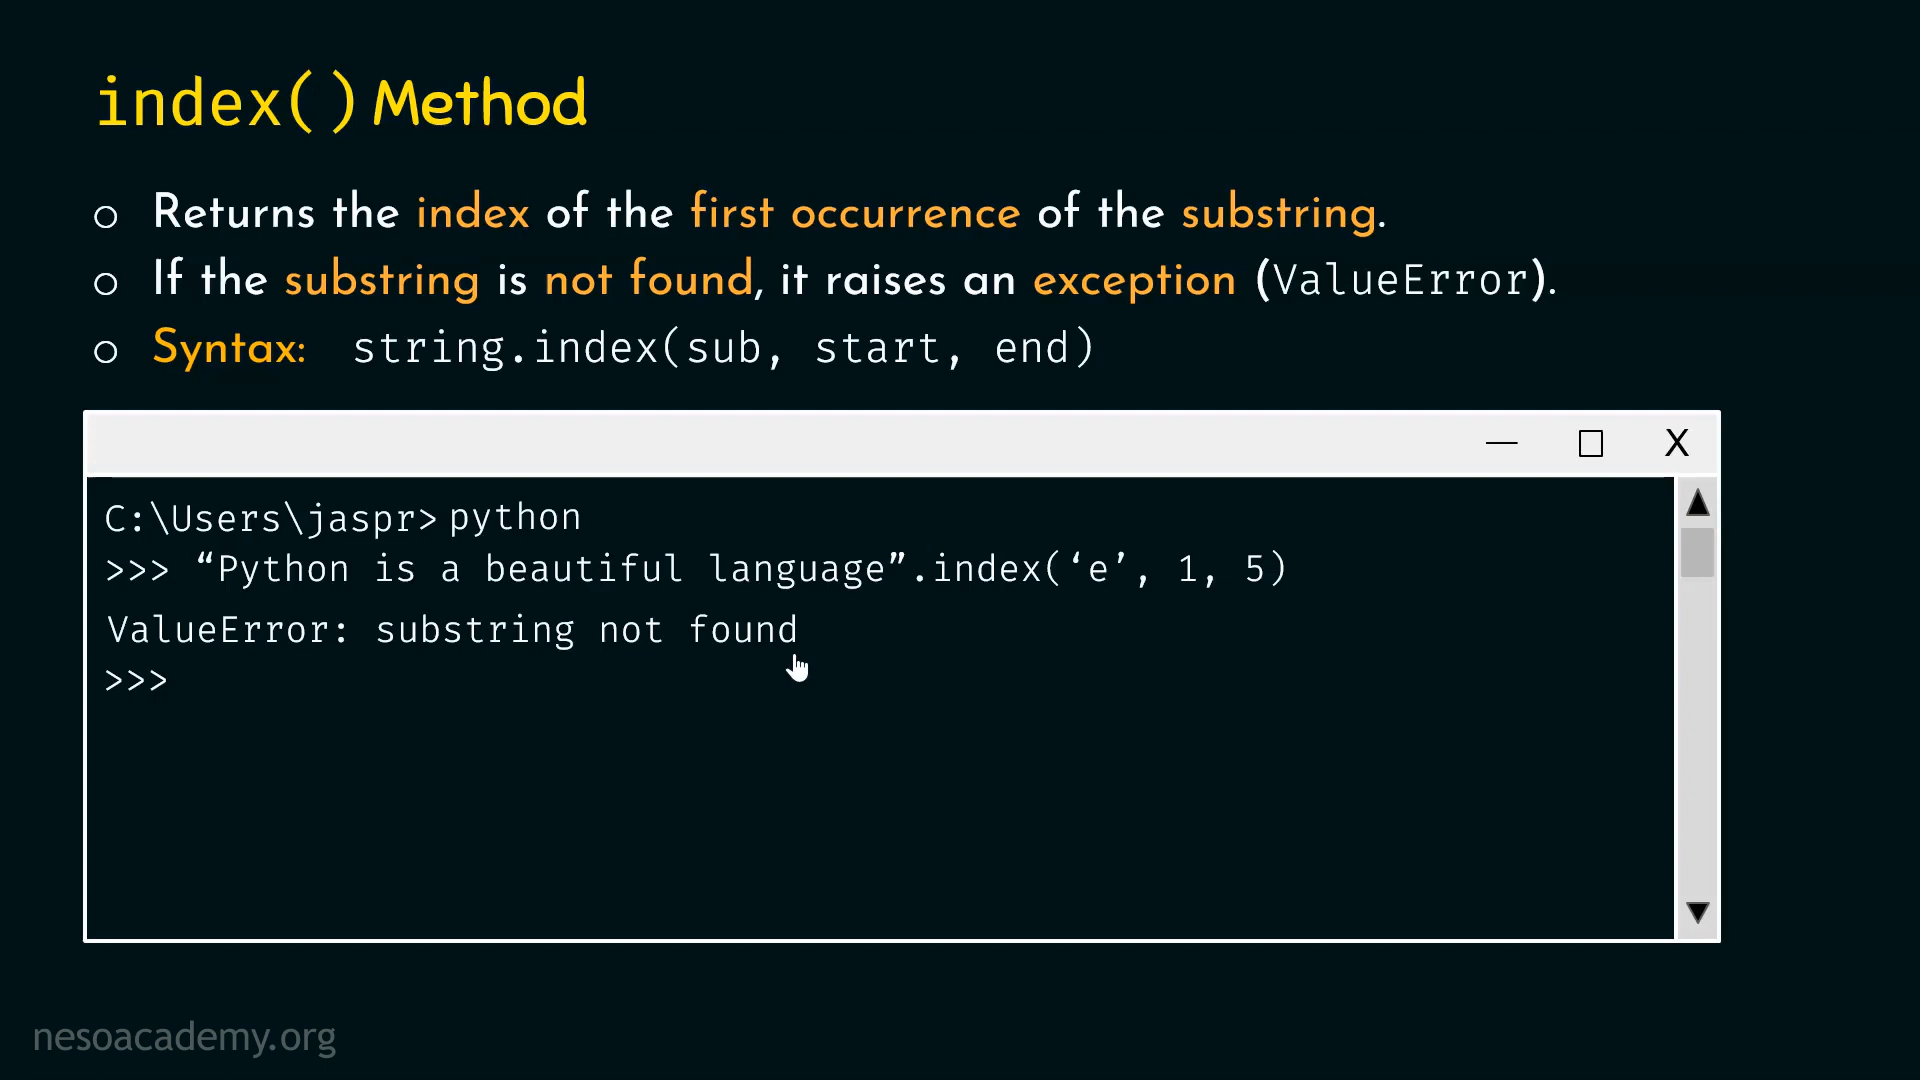 index() Method
○ Returns the index of the first occurrence of the substring.
○ If the substring is not found, it raises an exception (ValueError).
○ Syntax: string.index(sub, start, end)
X
C:\Users\jaspr> python
>>> “Python is a beautiful language”.index(‘e’, 1, 5)
ValueError: substring not found
>>>
nesoacademy.org